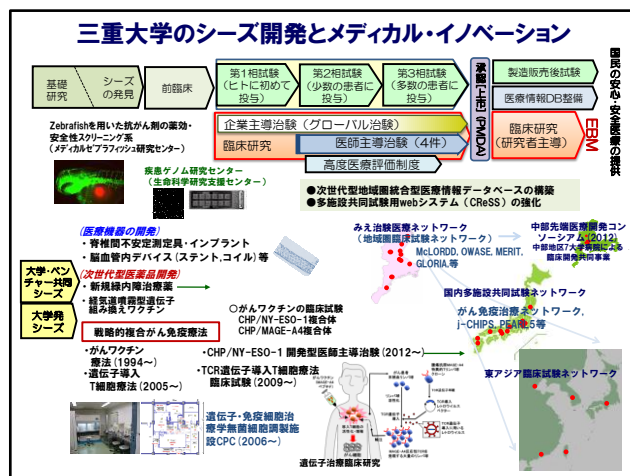 三重大学のシーズ開発とメディカル・イノベーション
基礎
研究
シーズ
の発見
前臨床
第1相試験
(ヒトに初めて
投与)
第2相試験
(少数の患者に
投与)
第3相試験
(多数の患者に
投与)
承認[上市](PMDA)
製造販売後試験
医療情報DB整備
臨床研究
(研究者主導)
EBM
国民の安心・安全医療の提供
企業主導治験(グローバル治験)
臨床研究
医師主導治験(4件)
高度医療評価制度
Zebrafishを用いた抗がん剤の薬効・
安全性スクリーニング系
(メディカルゼブラフィッシュ研究センター)
疾患ゲノム研究センター
(生命科学研究支援センター)
●次世代型地域圏統合型医療情報データベースの構築
●多施設共同試験用webシステム(CReSS)の強化
(医療機器の開発)
・脊椎間不安定測定具・インプラント
・脳血管内デバイス(ステント,コイル)等
大学・ベン
チャー共同
シーズ
大学発
シーズ
(次世代型医薬品開発)
・新規緑内障治療薬
・経気道噴霧型遺伝子
組み換えワクチン
戦略的複合がん免疫療法
・がんワクチン
療法(1994~)
・遺伝子導入
T細胞療法(2005~)
○がんワクチンの臨床試験
CHP/NY-ESO-1複合体
CHP/MAGE-A4複合体
・CHP/NY-ESO-1 開発型医師主導治験(2012~)
・TCR遺伝子導入T細胞療法
臨床試験(2009~)
遺伝子・免疫細胞治
療学無菌細胞調製施
設CPC(2006~)
遺伝子治療臨床研究
みえ治験医療ネットワーク
(地域圏臨床試験ネットワーク)
McLORDD, OWASE, MERIT,
GLORIA,等
中部先端医療開発コン
ソーシアム(2012)
中部地区7大学病院による
臨床開発共同事業
国内多施設共同試験ネットワーク
がん免疫治療ネットワーク,
j-CHIPS, PEARL5等
東アジア臨床試験ネットワーク